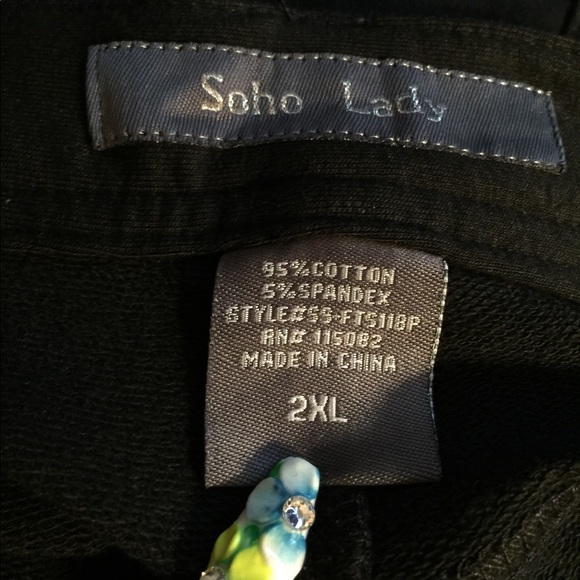 Soho Lady
95% COTTON
5% SPANDEX
STYLE# SS-FTS118P
RN# 115082
MADE IN CHINA
2XL